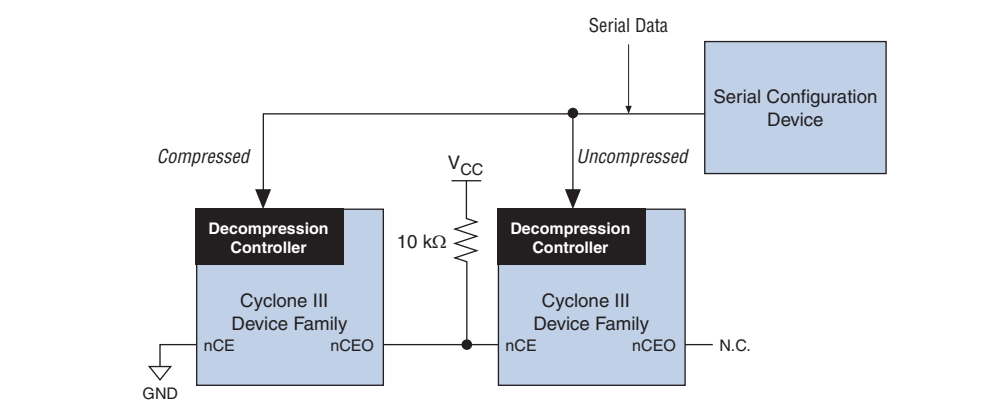 Serial Data
Serial Configuration
Device
Compressed
Uncompressed
VCC
Decompression
Controller
10 kΩ
Decompression
Controller
Cyclone III
Device Family
nCE
nCEO
Cyclone III
Device Family
nCE
nCEO
N.C.
GND